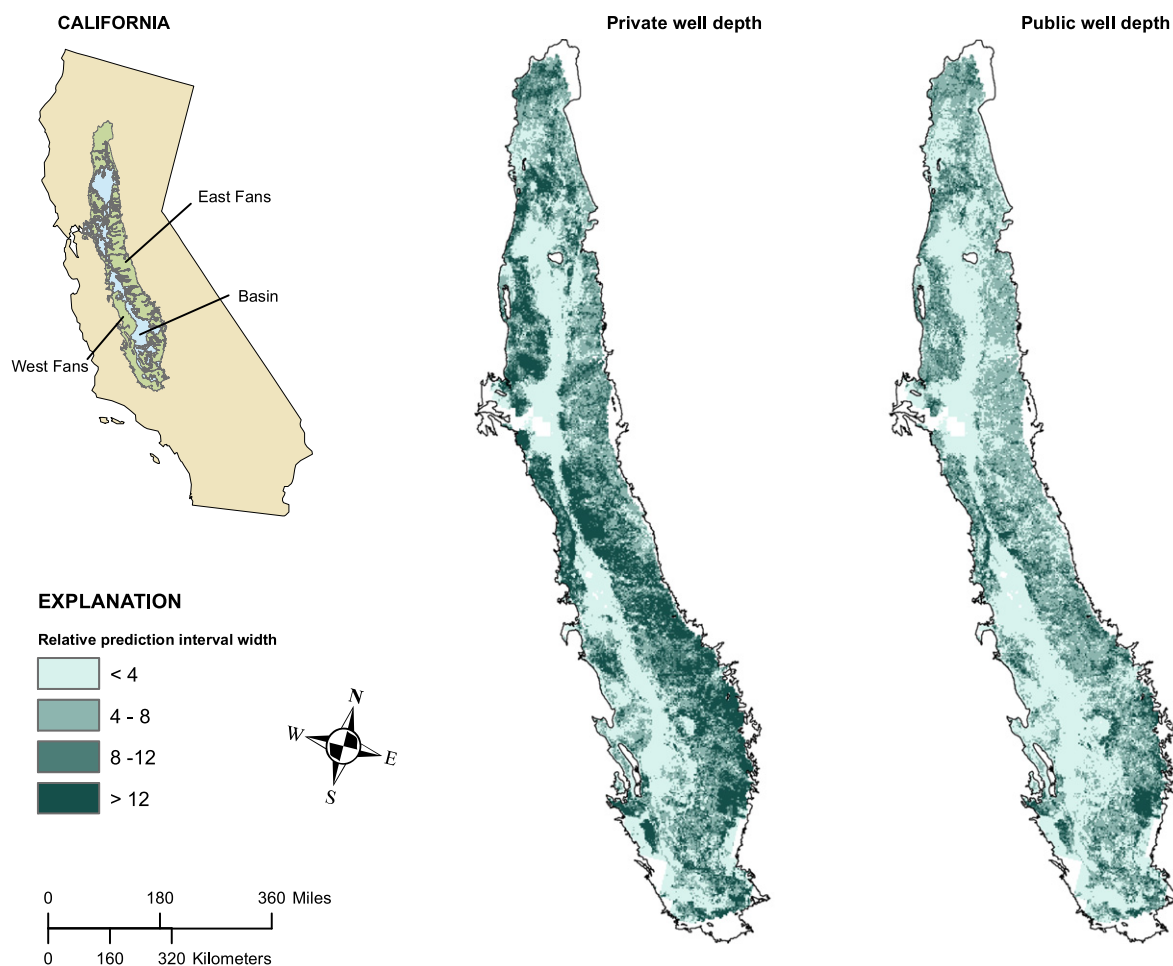 CALIFORNIA
Private well depth
Public well depth
East Fans
Basin
West Fans
EXPLANATION
Relative prediction interval width
< 4
4 - 8
8 -12
> 12
N
W
E
S
0 180 360 Miles
0 160 320 Kilometers